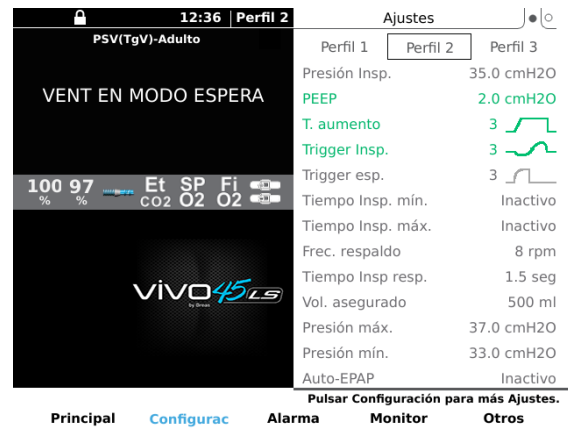 12:36 Perfil 2
PSV(TgV)-Adulto
VENT EN MODO ESPERA
100 97 Et SP Fi
% % CO2 O2 O2
vivo 45 LS
by Breas
Ajustes
Perfil 1 Perfil 2 Perfil 3
Presión Insp. 35.0 cmH2O
PEEP 2.0 cmH2O
T. aumento 3
Trigger Insp. 3
Trigger esp. 3
Tiempo Insp. mín. Inactivo
Tiempo Insp. máx. Inactivo
Frec. respaldo 8 rpm
Tiempo Insp resp. 1.5 seg
Vol. asegurado 500 ml
Presión máx. 37.0 cmH2O
Presión mín. 33.0 cmH2O
Auto-EPAP Inactivo
Pulsar Configuración para más Ajustes.
Principal Configurac Alarma Monitor Otros